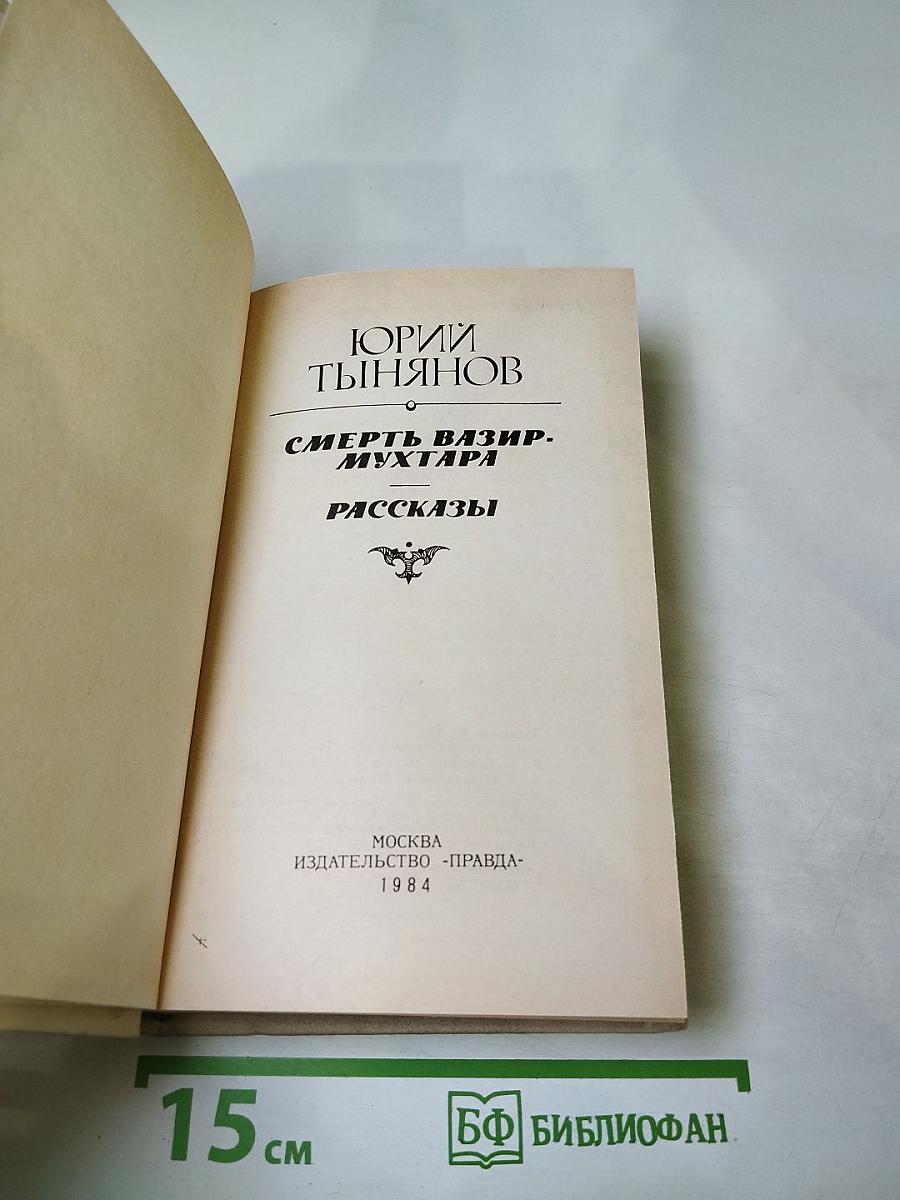 ЮРИЙ
ТЫНЯНОВ
СМЕРТЬ ВАЗИР-
МУХТАРА
РАССКАЗЫ
МОСКВА
ИЗДАТЕЛЬСТВО «ПРАВДА»
1984
15 см
БФ БИБЛИОФАН